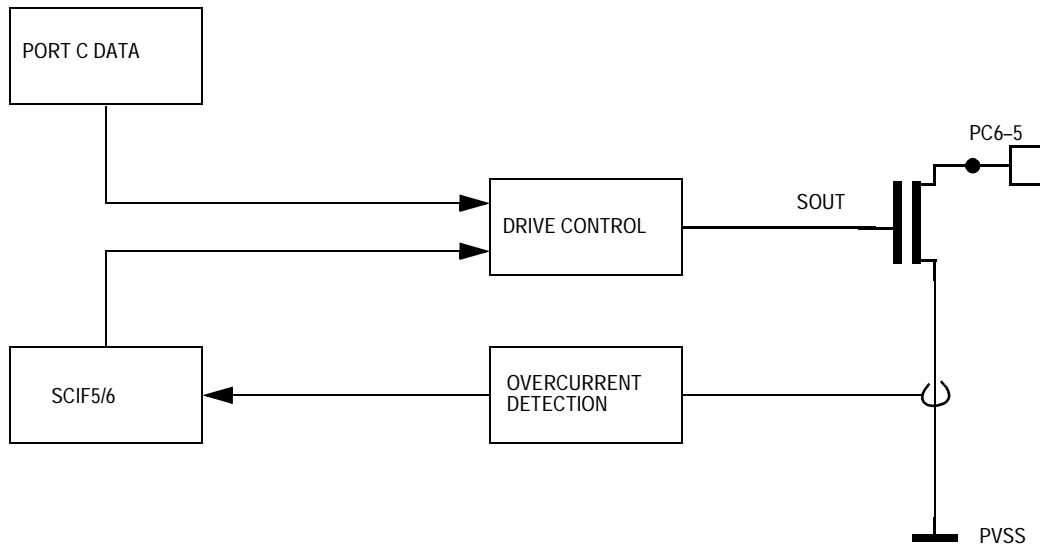 PORT C DATA
PC6–5
SOUT
DRIVE CONTROL
SCIF5/6
OVERCURRENT
DETECTION
PVSS